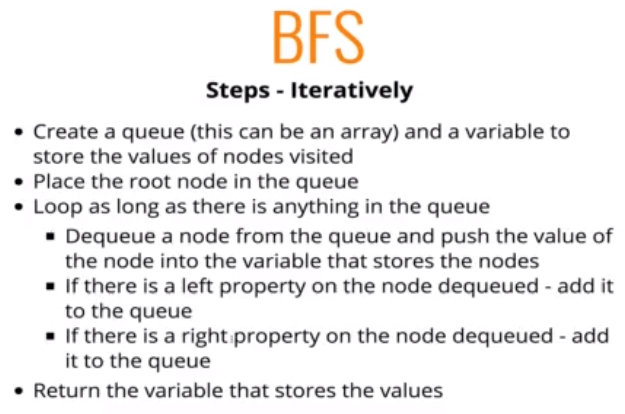 BFS
Steps - Iteratively
• Create a queue (this can be an array) and a variable to
store the values of nodes visited
• Place the root node in the queue
• Loop as long as there is anything in the queue
▪ Dequeue a node from the queue and push the value of
the node into the variable that stores the nodes
▪ If there is a left property on the node dequeued - add it
to the queue
▪ If there is a right property on the node dequeued - add
it to the queue
• Return the variable that stores the values